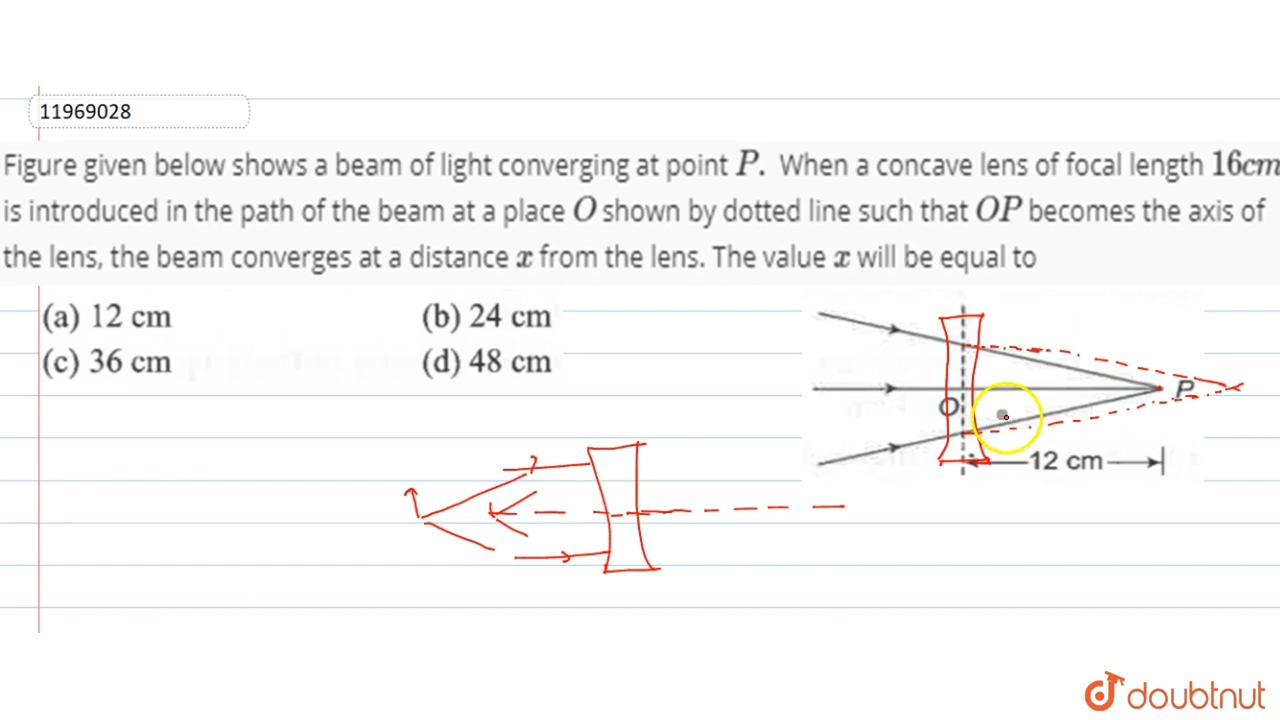 11969028
Figure given below shows a beam of light converging at point P. When a concave lens of focal length 16cm
is introduced in the path of the beam at a place O shown by dotted line such that OP becomes the axis of
the lens, the beam converges at a distance x from the lens. The value x will be equal to
(a) 12 cm (b) 24 cm
(c) 36 cm (d) 48 cm
P
O
12 cm
doubtnut